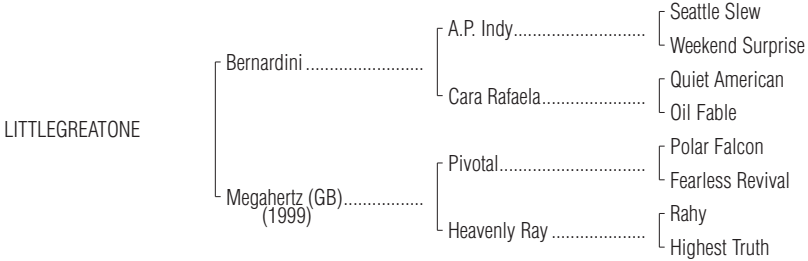 Seattle Slew
A.P. Indy..............................
Weekend Surprise
Bernardini ........................
Quiet American
Cara Rafaela.......................
Oil Fable
LITTLEGREATONE
Polar Falcon
Pivotal................................
Fearless Revival
Megahertz (GB)................
(1999)
Rahy
Heavenly Ray .....................
Highest Truth